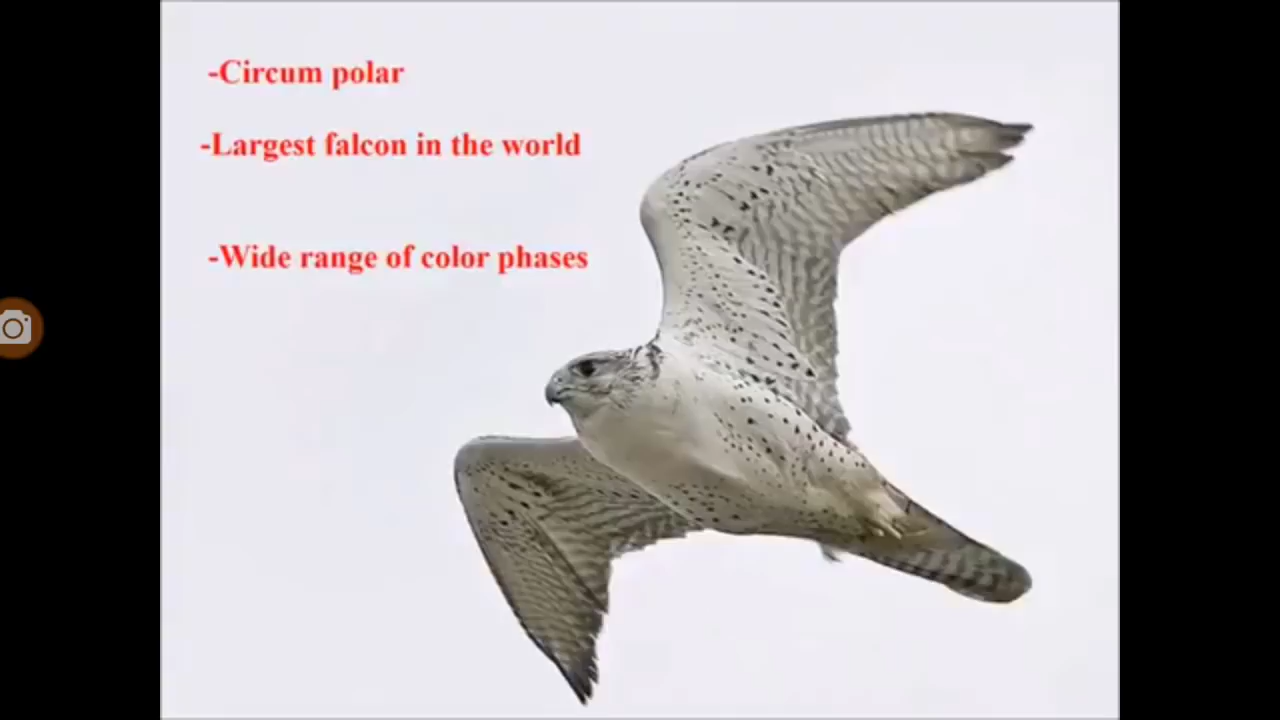 -Circum polar
-Largest falcon in the world
-Wide range of color phases